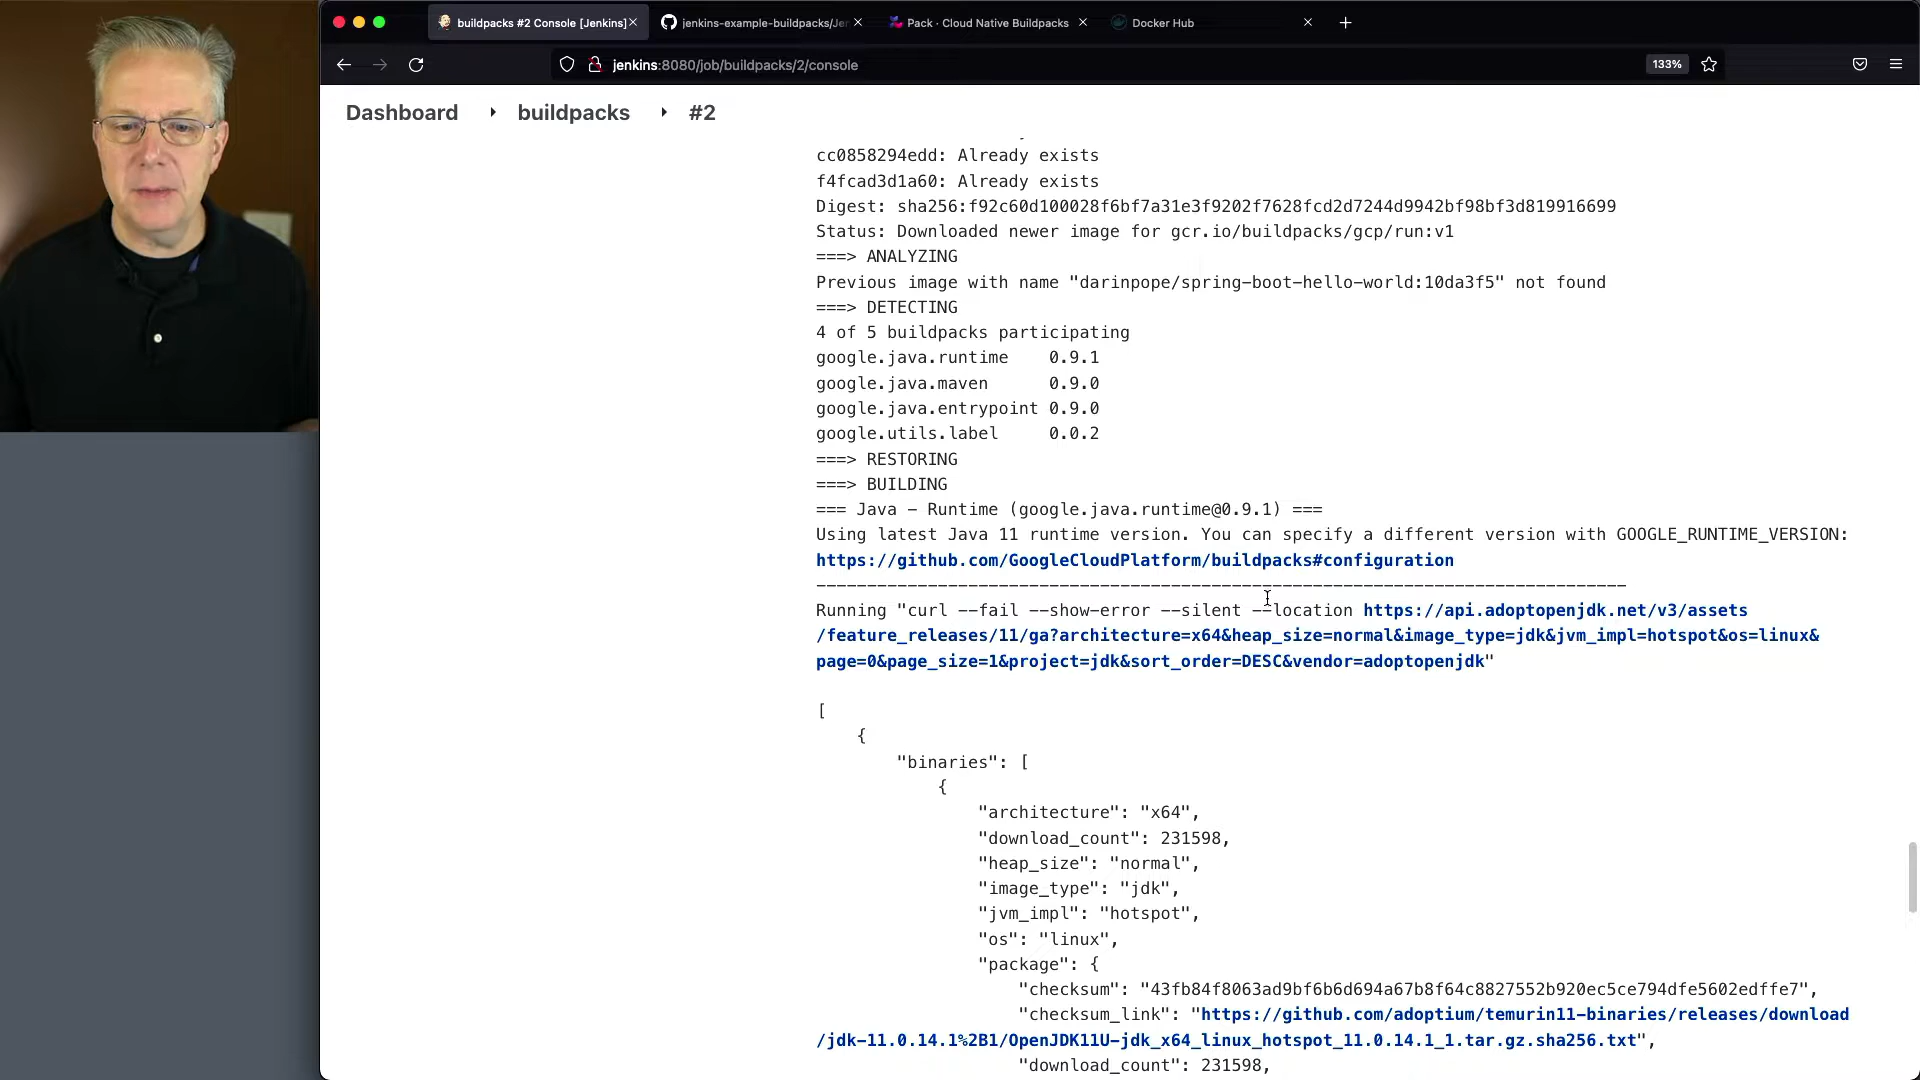 buildpacks #2 Console [Jenkins]
jenkins-example-buildpacks/Jen
Pack · Cloud Native Buildpacks
Docker Hub
jenkins:8080/job/buildpacks/2/console
133%
Dashboard
buildpacks
#2
cc0858294edd: Already exists
f4fcad3d1a60: Already exists
Digest: sha256:f92c60d100028f6bf7a31e3f9202f7628fcd2d7244d9942bf98bf3d819916699
Status: Downloaded newer image for gcr.io/buildpacks/gcp/run:v1
===> ANALYZING
Previous image with name "darinpope/spring-boot-hello-world:10da3f5" not found
===> DETECTING
4 of 5 buildpacks participating
google.java.runtime    0.9.1
google.java.maven      0.9.0
google.java.entrypoint 0.9.0
google.utils.label     0.0.2
===> RESTORING
===> BUILDING
=== Java - Runtime (google.java.runtime@0.9.1) ===
Using latest Java 11 runtime version. You can specify a different version with GOOGLE_RUNTIME_VERSION:
https://github.com/GoogleCloudPlatform/buildpacks#configuration
--------------------------------------------------------------------------------
Running "curl --fail --show-error --silent --location https://api.adoptopenjdk.net/v3/assets
/feature_releases/11/ga?architecture=x64&heap_size=normal&image_type=jdk&jvm_impl=hotspot&os=linux&
page=0&page_size=1&project=jdk&sort_order=DESC&vendor=adoptopenjdk"
[
{
"binaries": [
{
"architecture": "x64",
"download_count": 231598,
"heap_size": "normal",
"image_type": "jdk",
"jvm_impl": "hotspot",
"os": "linux",
"package": {
"checksum": "43fb84f8063ad9bf6b6d694a67b8f64c8827552b920ec5ce794dfe5602edffe7",
"checksum_link": "https://github.com/adoptium/temurin11-binaries/releases/download
/jdk-11.0.14.1%2B1/OpenJDK11U-jdk_x64_linux_hotspot_11.0.14.1_1.tar.gz.sha256.txt",
"download_count": 231598,